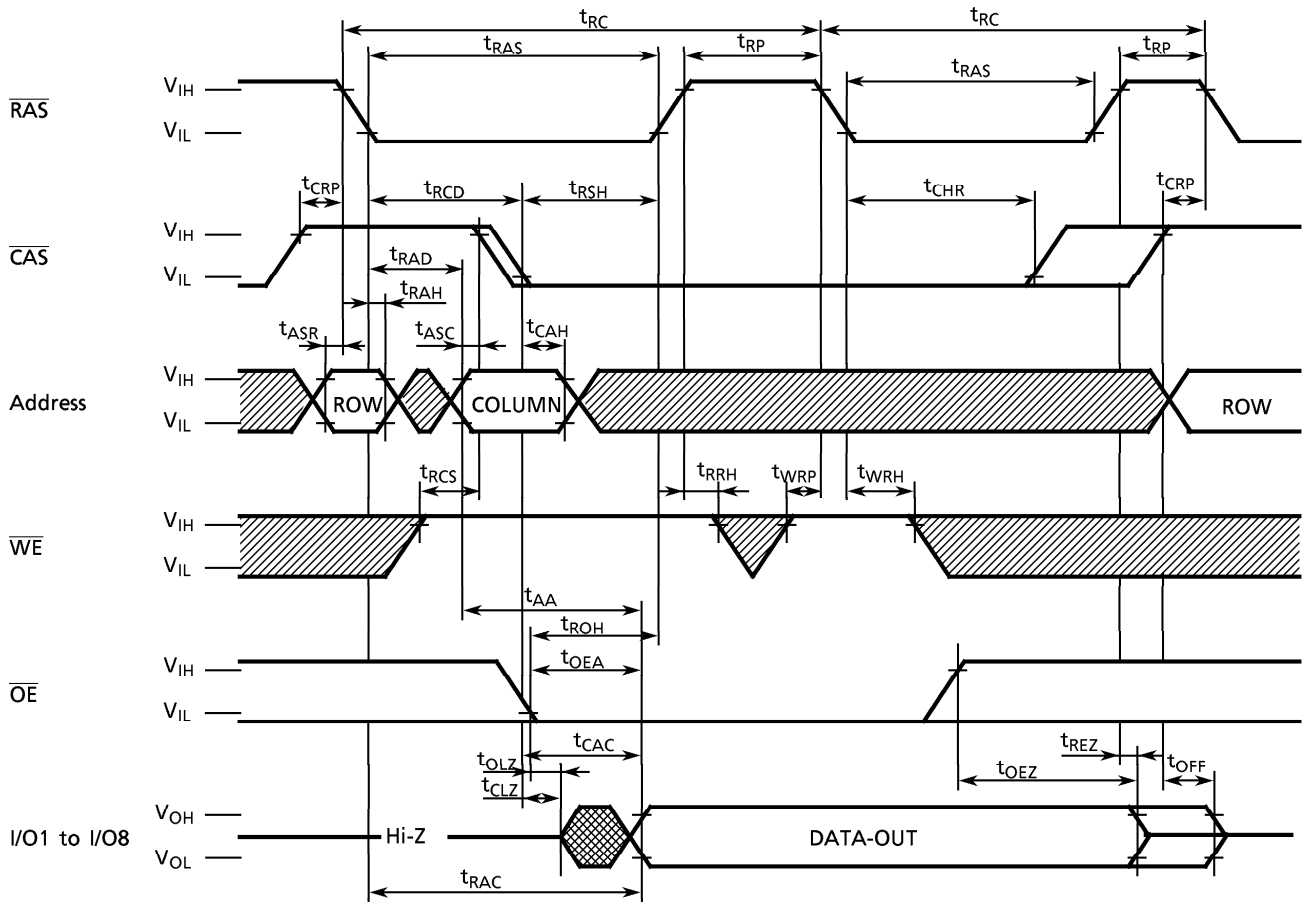 tRC tRC
tRAS tRP tRP
tRAS
RAS VIH
VIL
tCRP tRCD tRSH tCHR tCRP
CAS VIH
VIL
tRAD
tRAH
tASR tASC tCAH
Address VIH
VIL
ROW COLUMN ROW
tRCS tRRH tWRP tWRH
WE VIH
VIL
tAA
tROH
tOEA
OE VIH
VIL
tCAC
tOLZ
tCLZ
tREZ
tOEZ tOFF
I/O1 to I/O8 VOH
VOL
Hi-Z DATA-OUT
tRAC